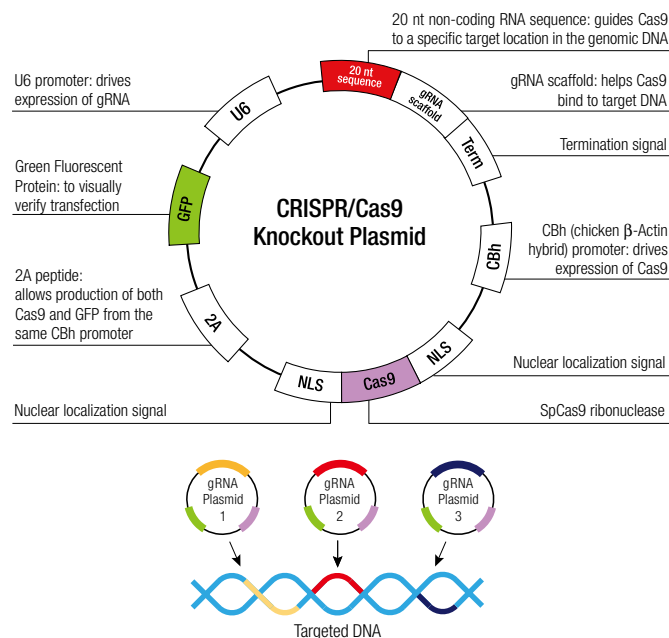 20 nt non-coding RNA sequence: guides Cas9
to a specific target location in the genomic DNA
U6 promoter: drives
expression of gRNA
20 nt
sequence
gRNA
scaffold
gRNA scaffold: helps Cas9
bind to target DNA
U6
Term
Termination signal
Green Fluorescent
Protein: to visually
verify transfection
GFP
CRISPR/Cas9
Knockout Plasmid
CBh
CBh (chicken β-Actin
hybrid) promoter: drives
expression of Cas9
2A peptide:
allows production of both
Cas9 and GFP from the
same CBh promoter
2A
NLS
Cas9
NLS
Nuclear localization signal
Nuclear localization signal
SpCas9 ribonuclease
gRNA
Plasmid
1
gRNA
Plasmid
2
gRNA
Plasmid
3
Targeted DNA